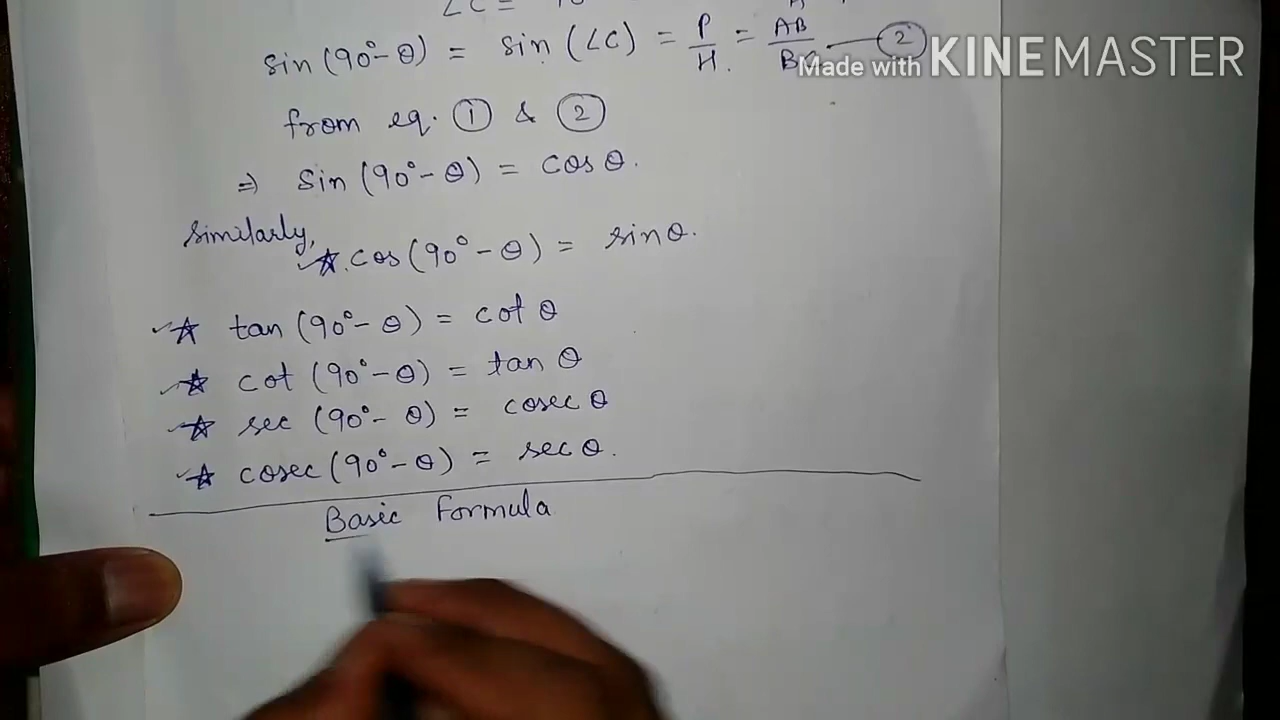 ∠C = 90
sin (90° - θ) = sin (∠C) = P/H = AB/BC — ②
Made with KINEMASTER
from eq. ① & ②
⇒ sin (90° - θ) = cos θ.
Similarly,
☆ cos (90° - θ) = sin θ.
✓☆ tan (90° - θ) = cot θ
✓☆ cot (90° - θ) = tan θ
✓☆ sec (90° - θ) = cosec θ
✓☆ cosec (90° - θ) = sec θ.
Basic Formula